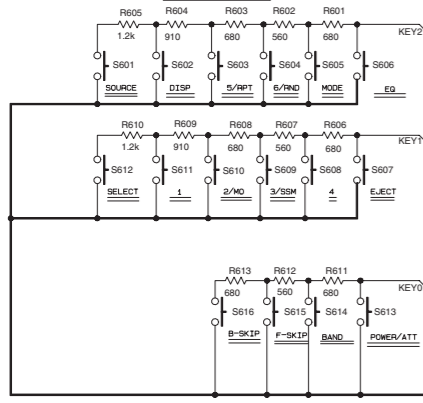 R605 R604 R603 R602 R601
1.2k 910 680 560 680 KEY2
S601 S602 S603 S604 S605 S606
SOURCE DISP 5/RPT 6/RND MODE EQ
R610 R609 R608 R607 R606
1.2k 910 680 560 680 KEY1
S612 S611 S610 S609 S608 S607
SELECT 1 2/MO 3/SSM 4 EJECT
R613 R612 R611
680 560 680 KEY0
S616 S615 S614 S613
B-SKIP F-SKIP BAND POWER/ATT